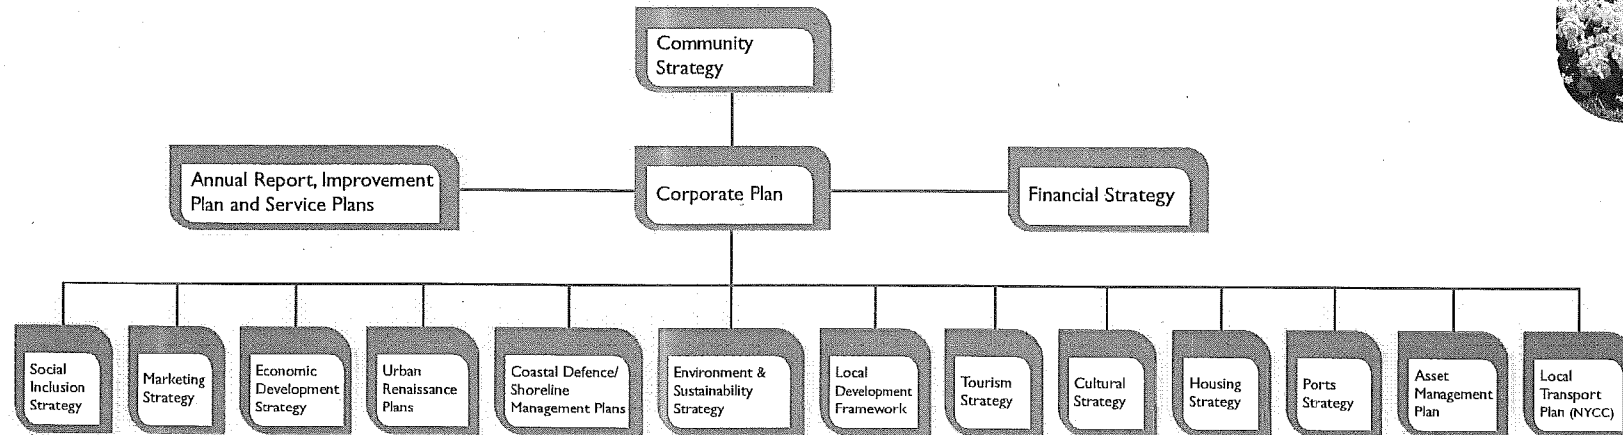 Community
Strategy
Annual Report, Improvement
Plan and Service Plans
Corporate Plan
Financial Strategy
Social
Inclusion
Strategy
Marketing
Strategy
Economic
Development
Strategy
Urban
Renaissance
Plans
Coastal Defence/
Shoreline
Management Plans
Environment &
Sustainability
Strategy
Local
Development
Framework
Tourism
Strategy
Cultural
Strategy
Housing
Strategy
Ports
Strategy
Asset
Management
Plan
Local
Transport
Plan (NYCC)